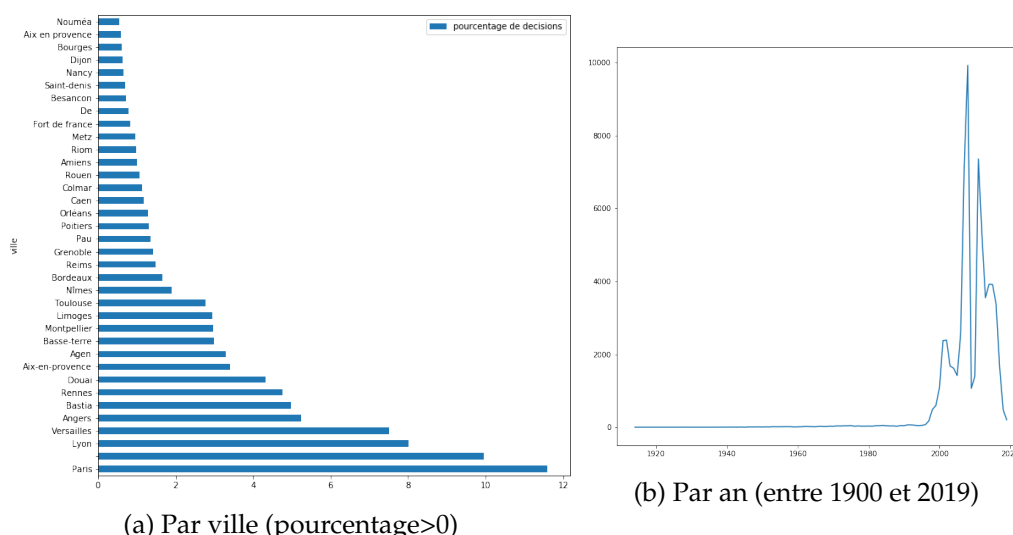 Nouméa
Aix en provence
Bourges
Dijon
Nancy
Saint-denis
Besancon
De
Fort de france
Metz
Riom
Amiens
Rouen
Colmar
Caen
Orléans
Poitiers
Pau
Grenoble
Reims
Bordeaux
Nîmes
Toulouse
Limoges
Montpellier
Basse-terre
Agen
Aix-en-provence
Douai
Rennes
Bastia
Angers
Versailles
Lyon
Paris
ville
pourcentage de decisions
0 2 4 6 8 10 12
(a) Par ville (pourcentage>0)
10000
8000
6000
4000
2000
0
1920 1940 1960 1980 2000 202
(b) Par an (entre 1900 et 2019)